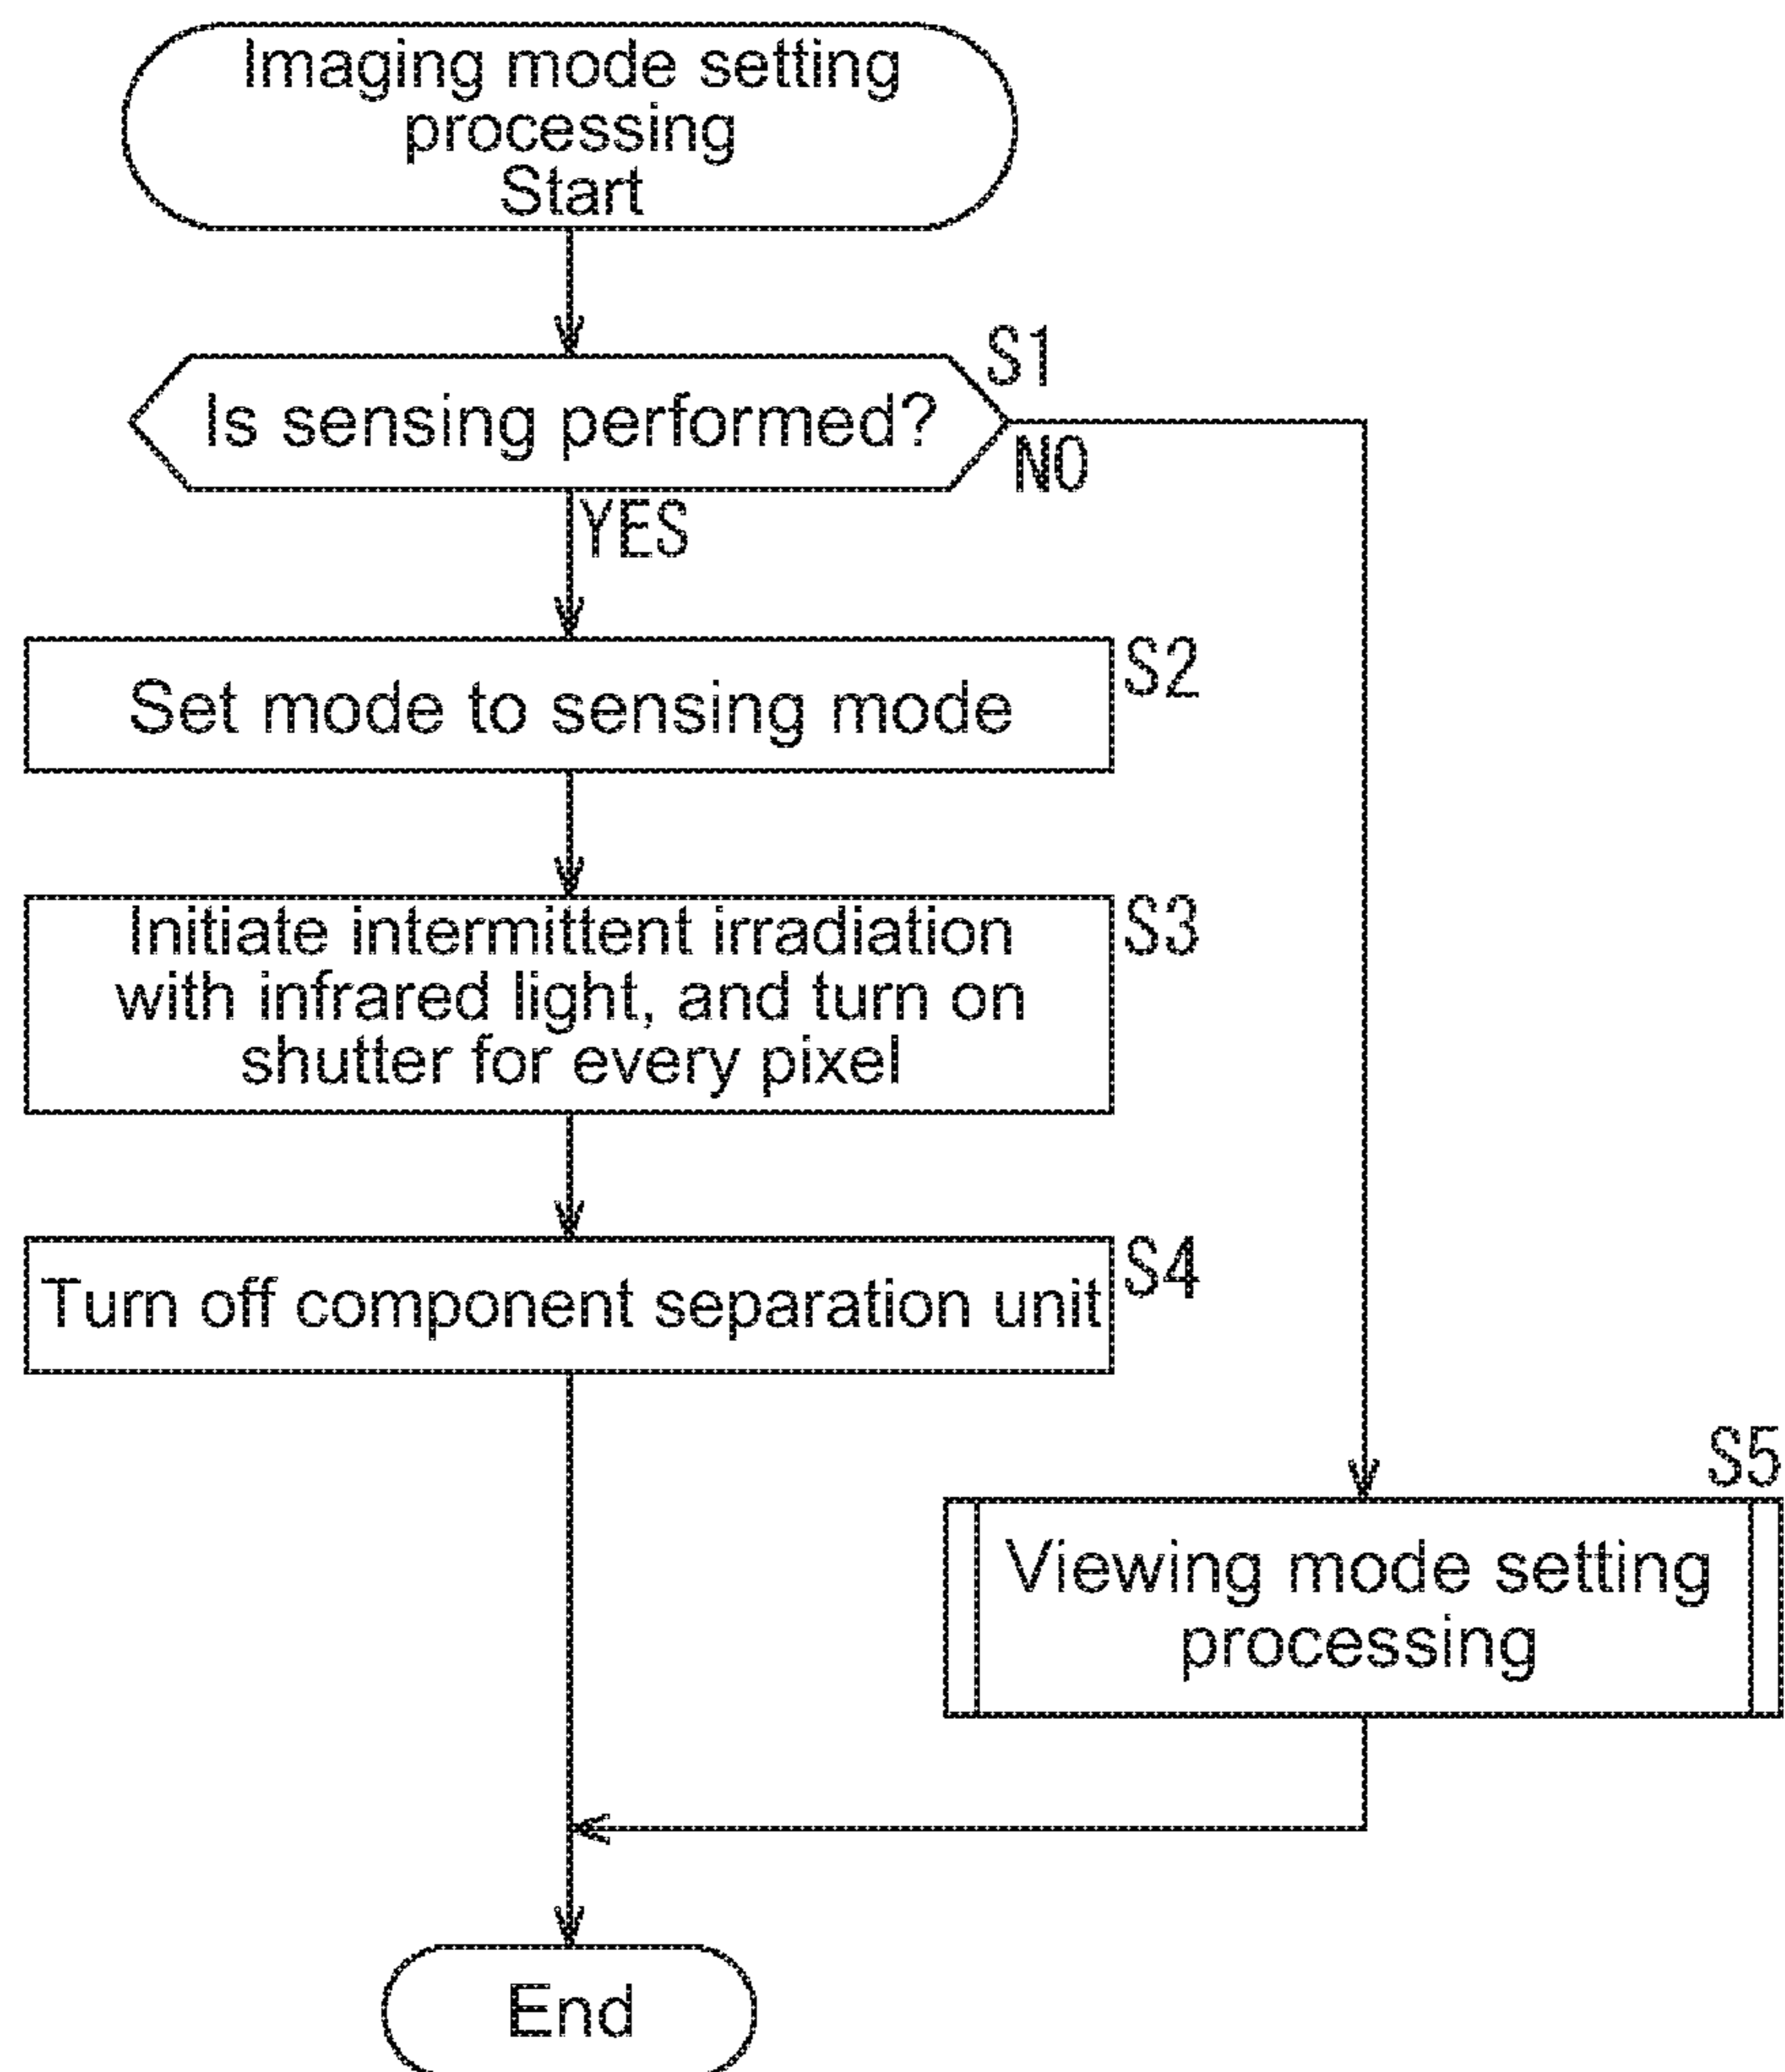 Imaging mode setting
processing
Start
S1
Is sensing performed?
NO
YES
S2
Set mode to sensing mode
S3
Initiate intermittent irradiation
with infrared light, and turn on
shutter for every pixel
S4
Turn off component separation unit
S5
Viewing mode setting
processing
End